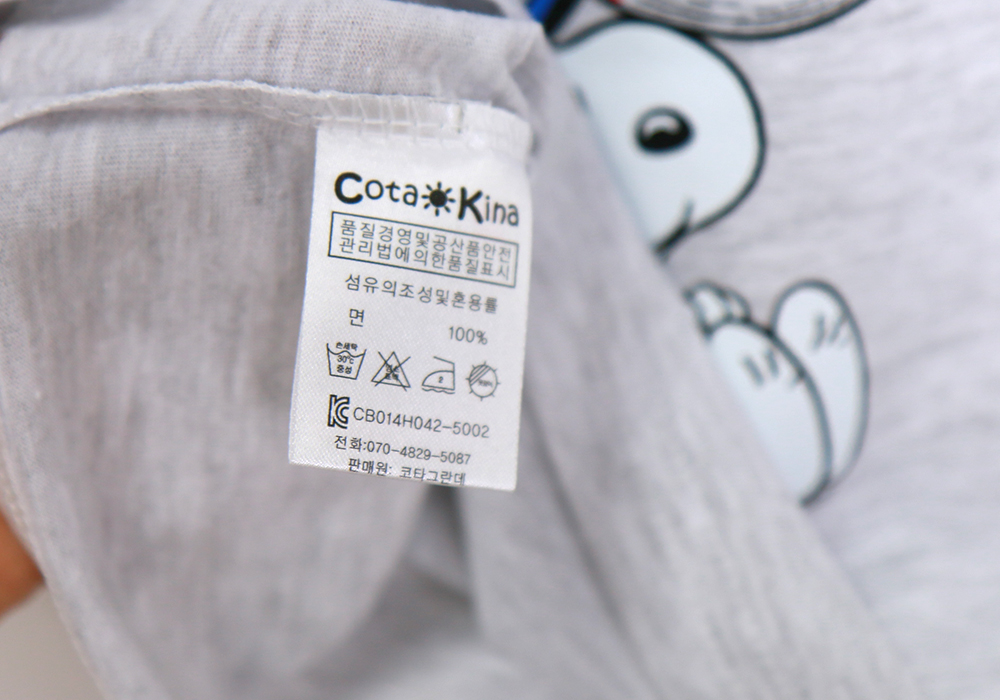 Cota Kina
품질경영및공산품안전
관리법에의한품질표시
섬유의조성및혼용률
면 100%
손세탁
30℃
중성
2
CB014H042-5002
전화:070-4829-5087
판매원: 코타그란데